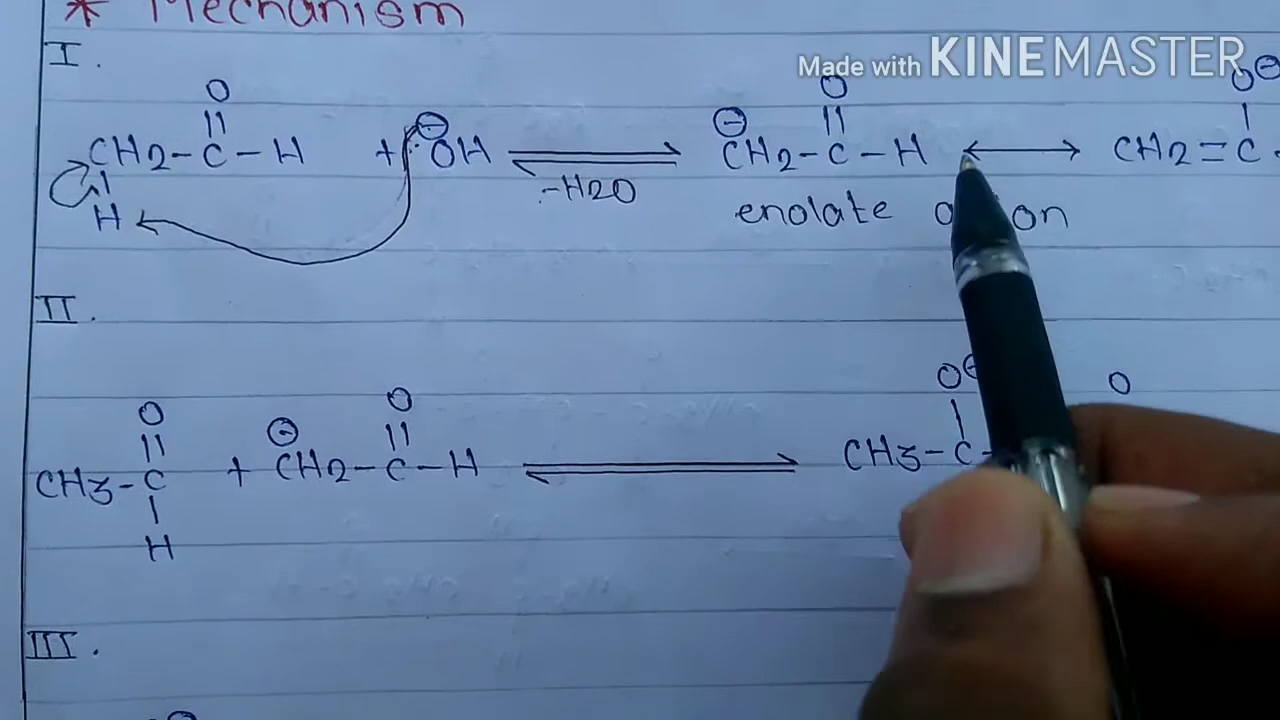 * Mechanism
I.
Made with KINEMASTER
O O O⊖
|| ⊖ || |
CH2-C-H + ⊖:OH ⇌ CH2-C-H ↔ CH2=C-
| -H2O
H enolate on
II.
O O O⊖ O
|| ⊖ || |
CH3-C + CH2-C-H ⇌ CH3-C-
|
H
III.